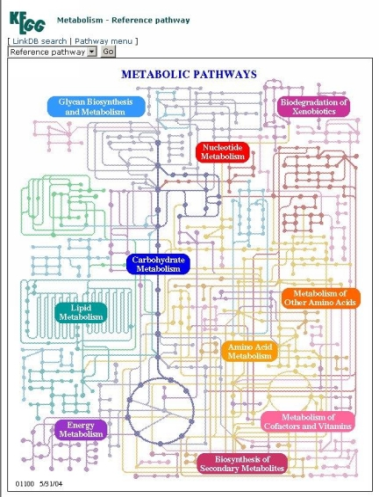 KEGG
Metabolism - Reference pathway
[ LinkDB search | Pathway menu ]
Reference pathway Go
METABOLIC PATHWAYS
Glycan Biosynthesis
and Metabolism
Biodegradation of
Xenobiotics
Nucleotide
Metabolism
Carbohydrate
Metabolism
Metabolism of
Other Amino Acids
Lipid
Metabolism
Amino Acid
Metabolism
Metabolism of
Cofactors and Vitamins
Energy
Metabolism
Biosynthesis of
Secondary Metabolites
01100 5/31/04